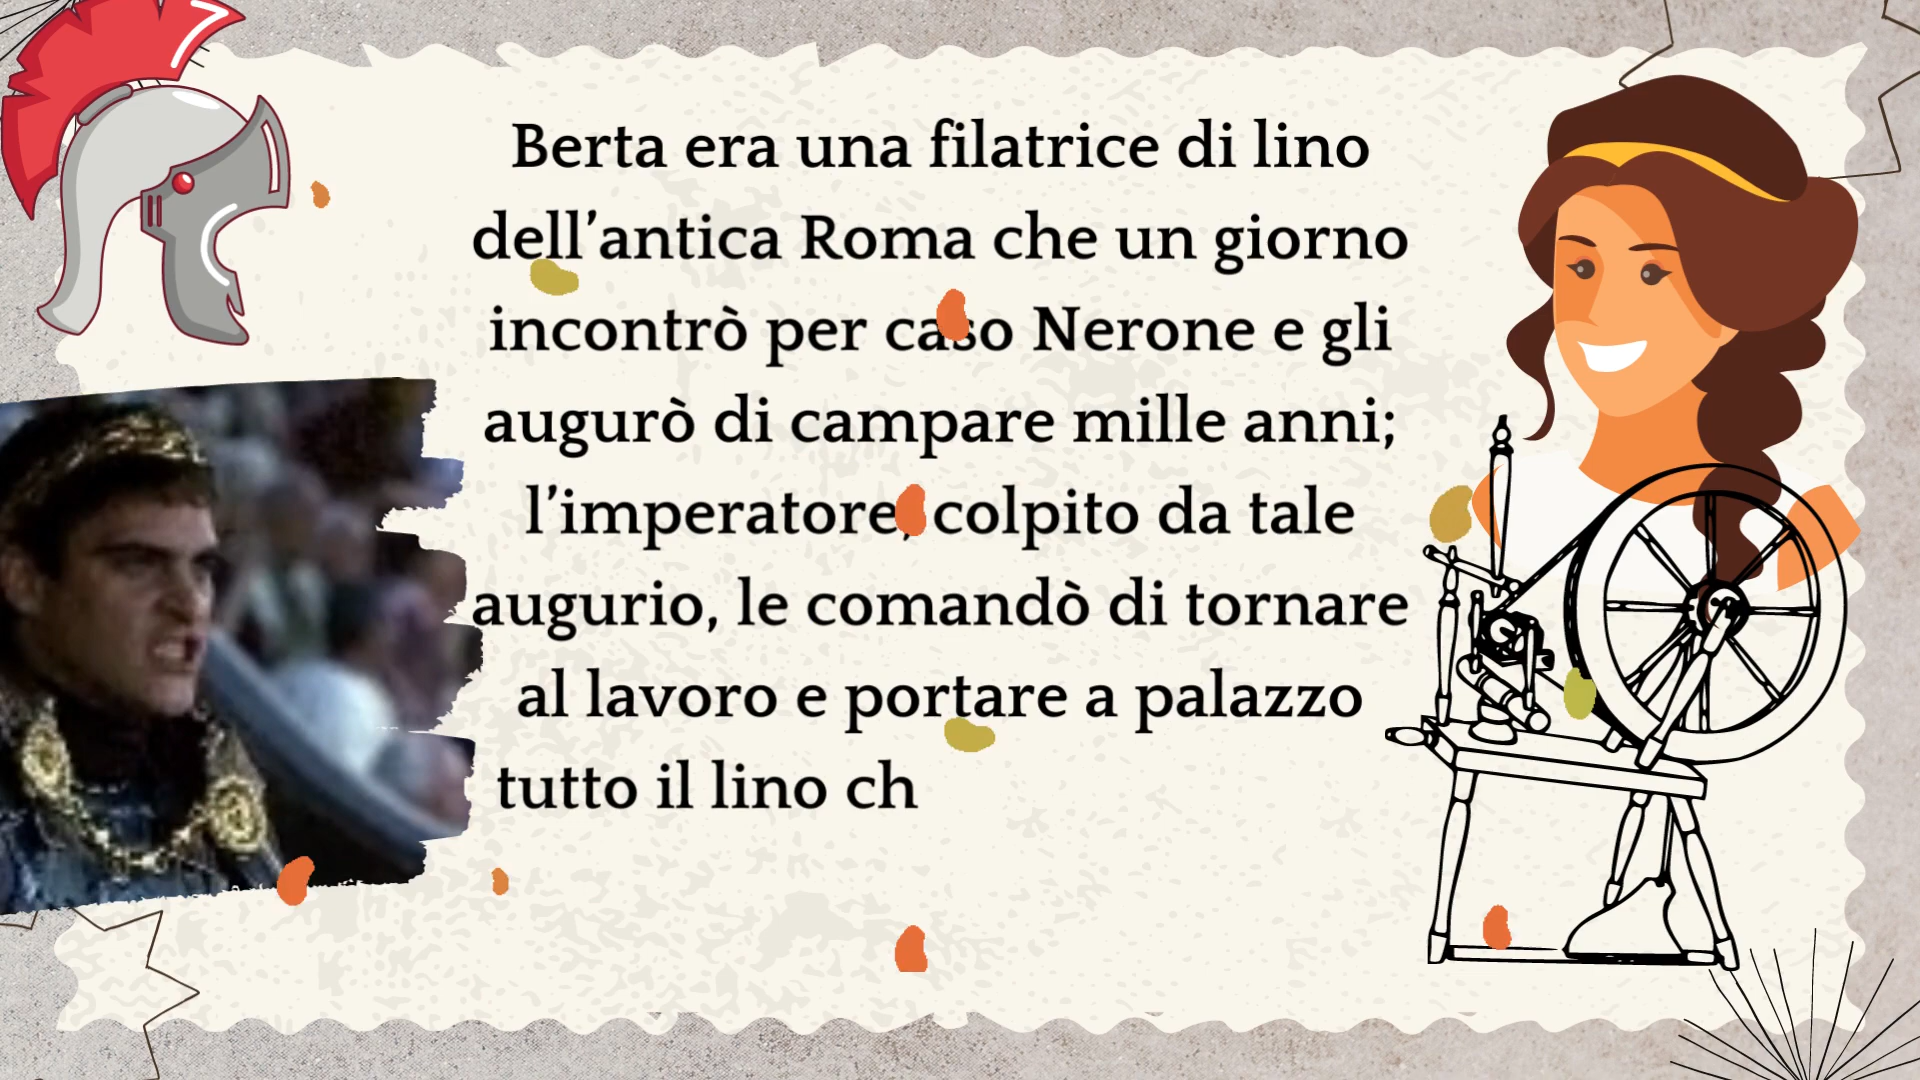 Berta era una filatrice di lino
dell’antica Roma che un giorno
incontrò per caso Nerone e gli
augurò di campare mille anni;
l’imperatore, colpito da tale
augurio, le comandò di tornare
al lavoro e portare a palazzo
tutto il lino ch